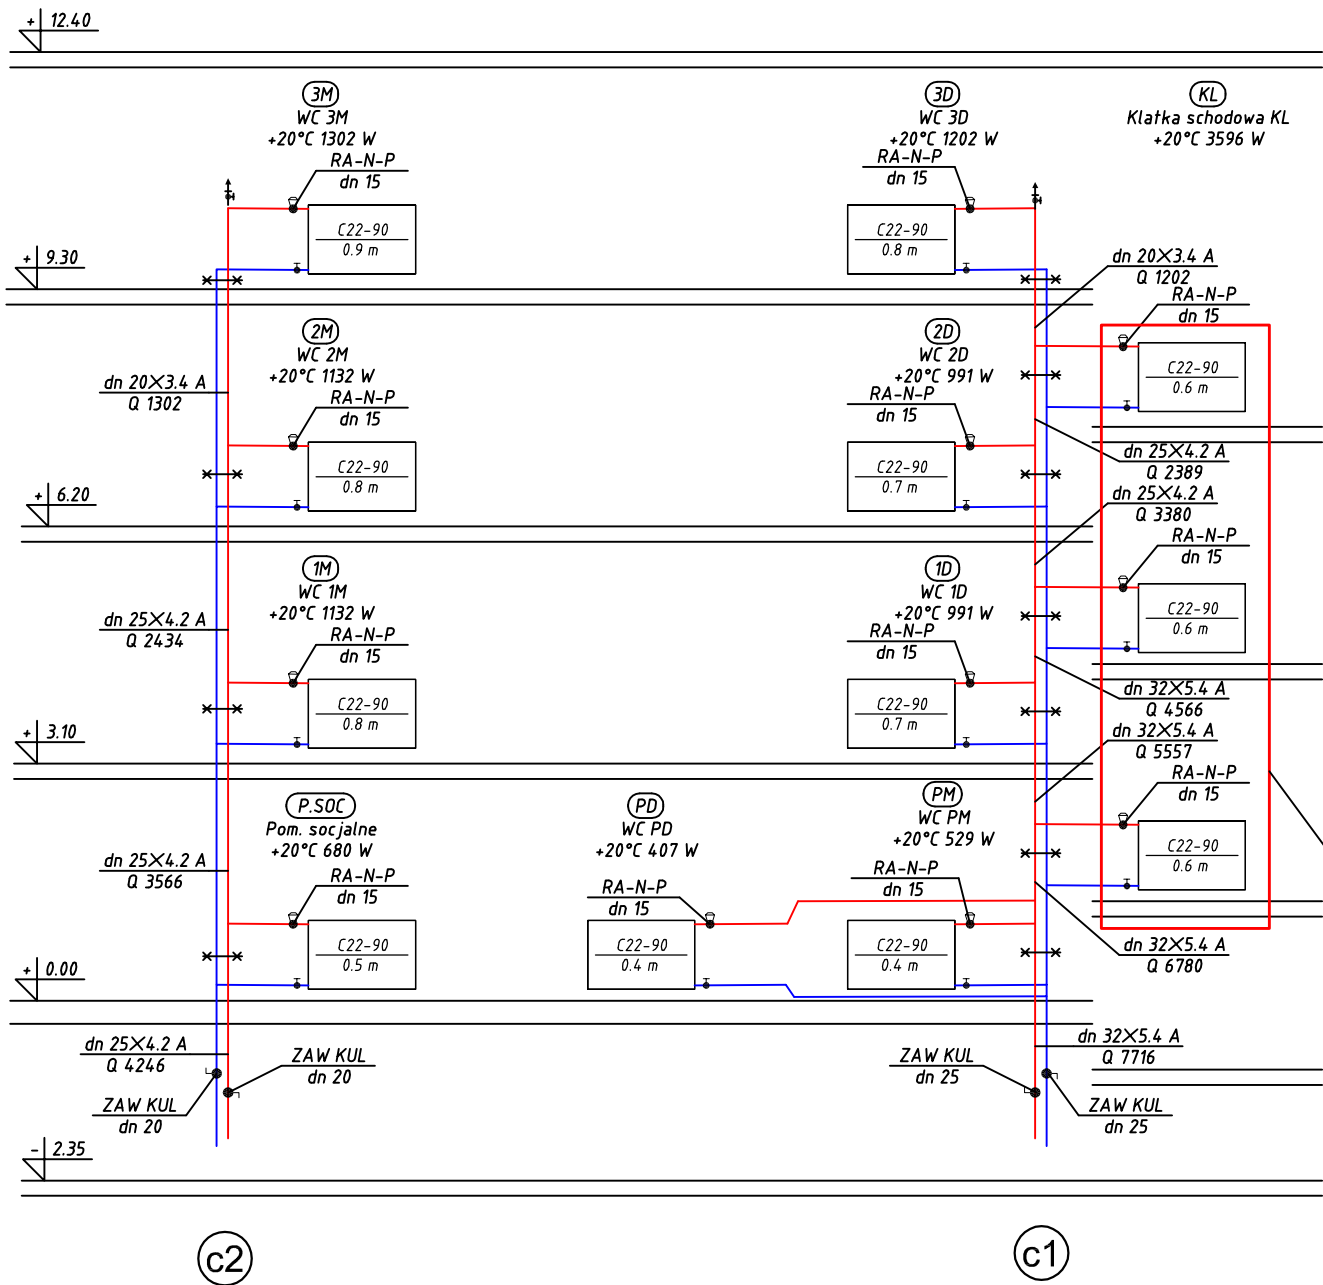 + 12.40
3M
WC 3M
+20°C 1302 W
RA-N-P
dn 15
C22-90
0.9 m
3D
WC 3D
+20°C 1202 W
RA-N-P
dn 15
C22-90
0.8 m
KL
Klatka schodowa KL
+20°C 3596 W
+ 9.30
dn 20X3.4 A
Q 1202
RA-N-P
dn 15
C22-90
0.6 m
2M
WC 2M
+20°C 1132 W
dn 20X3.4 A
Q 1302
RA-N-P
dn 15
C22-90
0.8 m
2D
WC 2D
+20°C 991 W
RA-N-P
dn 15
C22-90
0.7 m
dn 25X4.2 A
Q 2389
dn 25X4.2 A
Q 3380
+ 6.20
RA-N-P
dn 15
C22-90
0.6 m
1M
WC 1M
+20°C 1132 W
dn 25X4.2 A
Q 2434
RA-N-P
dn 15
C22-90
0.8 m
1D
WC 1D
+20°C 991 W
RA-N-P
dn 15
C22-90
0.7 m
dn 32X5.4 A
Q 4566
dn 32X5.4 A
Q 5557
+ 3.10
RA-N-P
dn 15
C22-90
0.6 m
P.SOC
Pom. socjalne
+20°C 680 W
dn 25X4.2 A
Q 3566
RA-N-P
dn 15
C22-90
0.5 m
PD
WC PD
+20°C 407 W
RA-N-P
dn 15
C22-90
0.4 m
PM
WC PM
+20°C 529 W
RA-N-P
dn 15
C22-90
0.4 m
dn 32X5.4 A
Q 6780
+ 0.00
dn 25X4.2 A
Q 4246
ZAW KUL
dn 20
ZAW KUL
dn 20
ZAW KUL
dn 25
dn 32X5.4 A
Q 7716
ZAW KUL
dn 25
- 2.35
c2
c1